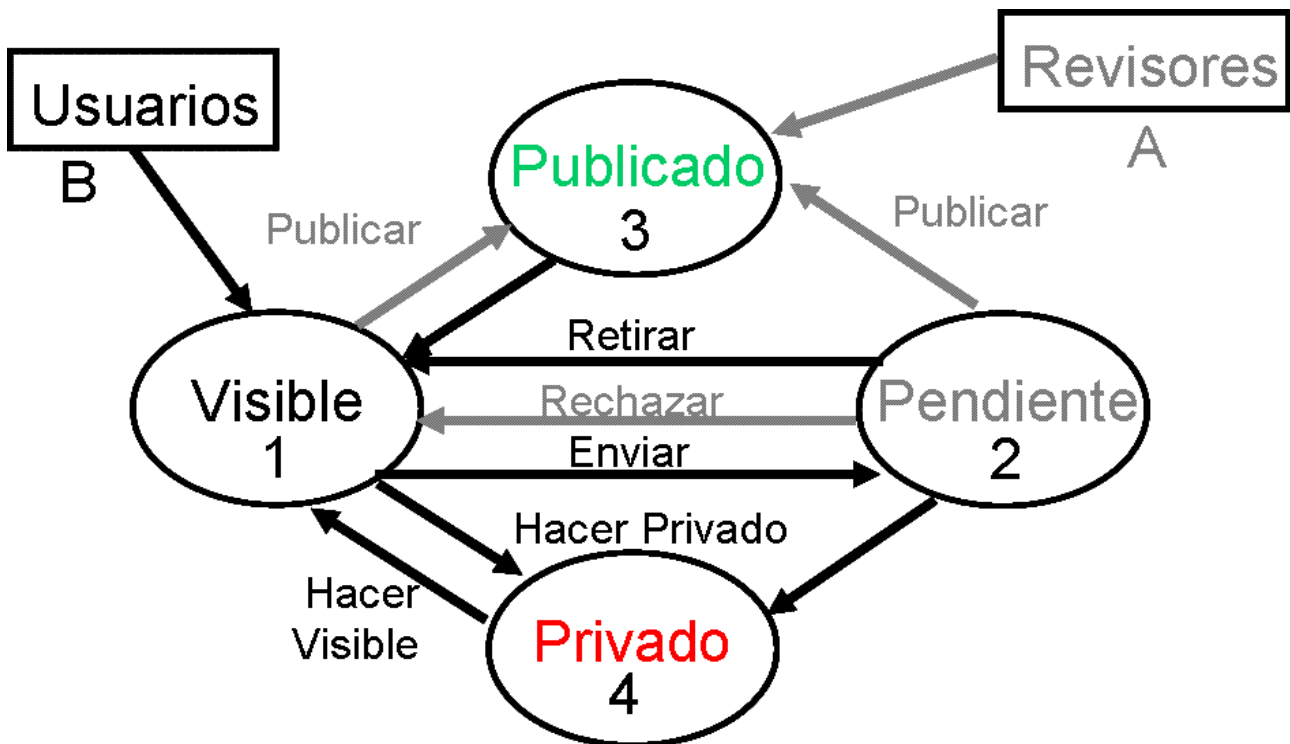 Usuarios
B
Revisores
A
Publicado
3
Publicar
Publicar
Retirar
Visible
1
Rechazar
Pendiente
2
Enviar
Hacer Privado
Hacer
Visible
Privado
4